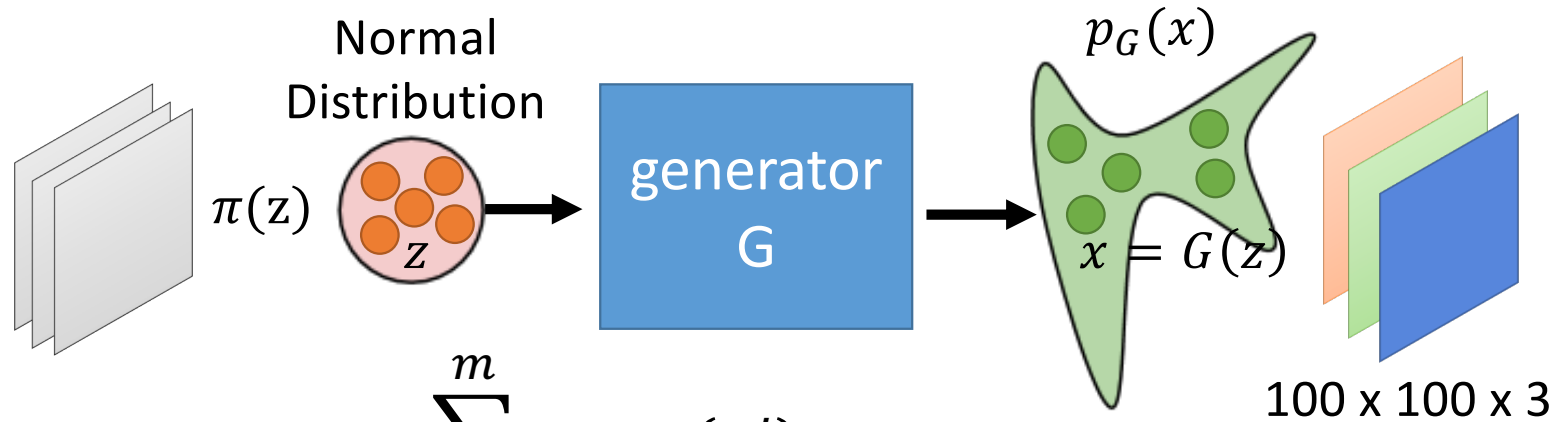 Normal
Distribution
π(z)
z
generator
G
p_G(x)
x = G(z)
100 x 100 x 3
m
∑